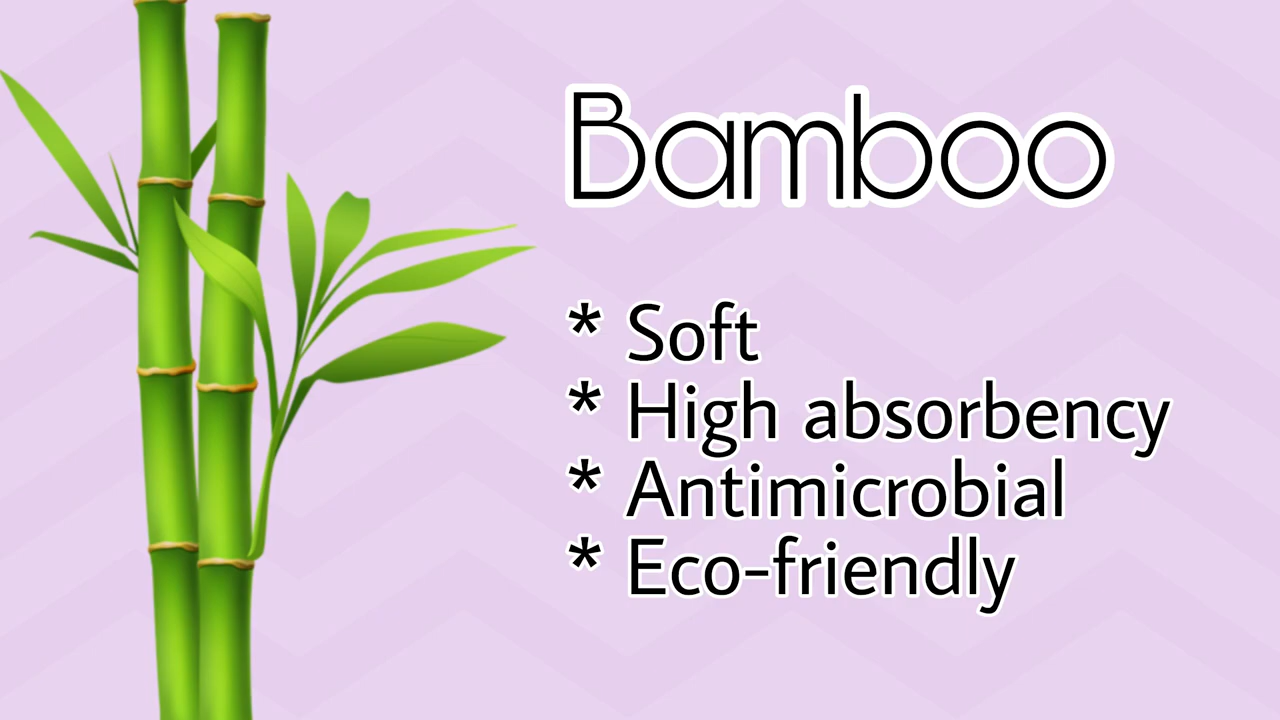 Bamboo
* Soft
* High absorbency
* Antimicrobial
* Eco-friendly